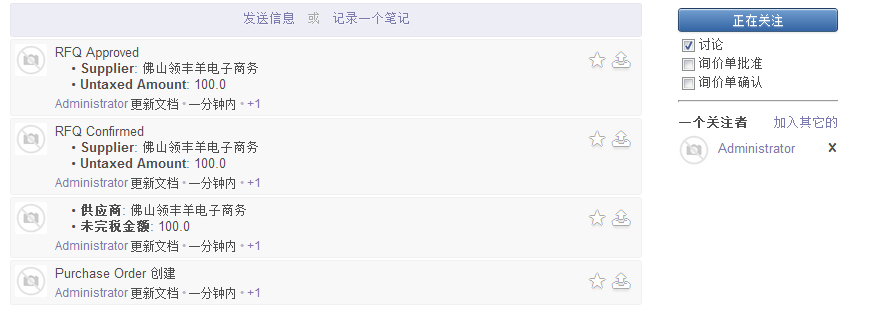 发送信息 或 记录一个笔记
RFQ Approved
• Supplier: 佛山领丰羊电子商务
• Untaxed Amount: 100.0
Administrator 更新文档 • 一分钟内 • +1
RFQ Confirmed
• Supplier: 佛山领丰羊电子商务
• Untaxed Amount: 100.0
Administrator 更新文档 • 一分钟内 • +1
• 供应商: 佛山领丰羊电子商务
• 未完税金额: 100.0
Administrator 更新文档 • 一分钟内 • +1
Purchase Order 创建
Administrator 更新文档 • 一分钟内 • +1
正在关注
讨论
询价单批准
询价单确认
一个关注者 加入其它的
Administrator X